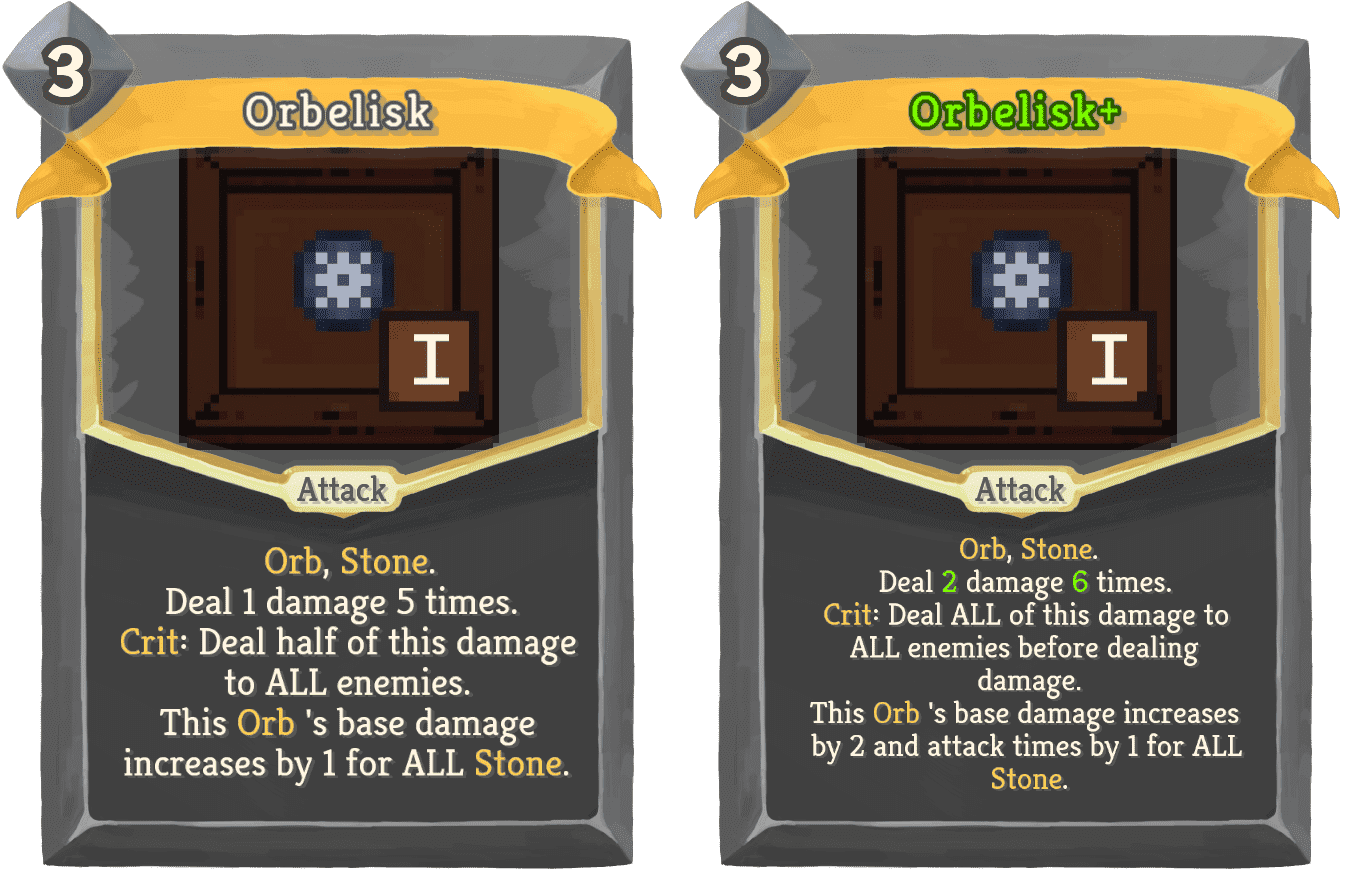 3
Orbelisk
I
Attack
Orb, Stone.
Deal 1 damage 5 times.
Crit: Deal half of this damage
to ALL enemies.
This Orb 's base damage
increases by 1 for ALL Stone.
3
Orbelisk+
I
Attack
Orb, Stone.
Deal 2 damage 6 times.
Crit: Deal ALL of this damage to
ALL enemies before dealing
damage.
This Orb 's base damage increases
by 2 and attack times by 1 for ALL
Stone.